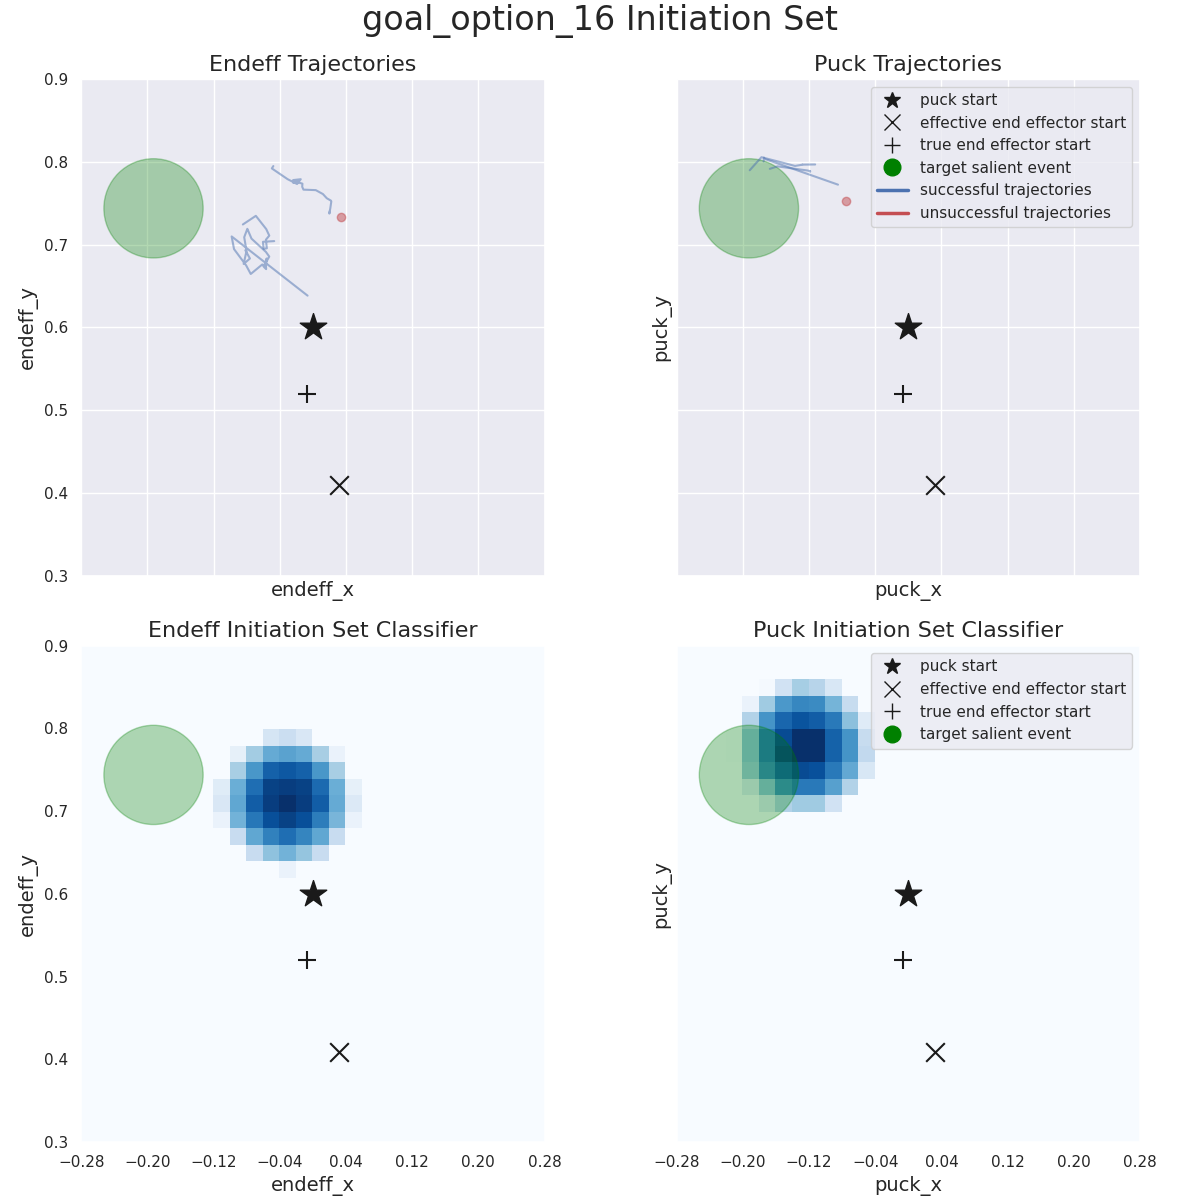 goal_option_16 Initiation Set
Endeff Trajectories
0.9
0.8
0.7
0.6
0.5
0.4
0.3
endeff_y
endeff_x
Puck Trajectories
puck start
effective end effector start
true end effector start
target salient event
successful trajectories
unsuccessful trajectories
puck_y
puck_x
Endeff Initiation Set Classifier
0.9
0.8
0.7
0.6
0.5
0.4
0.3
endeff_y
−0.28 −0.20 −0.12 −0.04 0.04 0.12 0.20 0.28
endeff_x
Puck Initiation Set Classifier
puck start
effective end effector start
true end effector start
target salient event
puck_y
−0.28 −0.20 −0.12 −0.04 0.04 0.12 0.20 0.28
puck_x